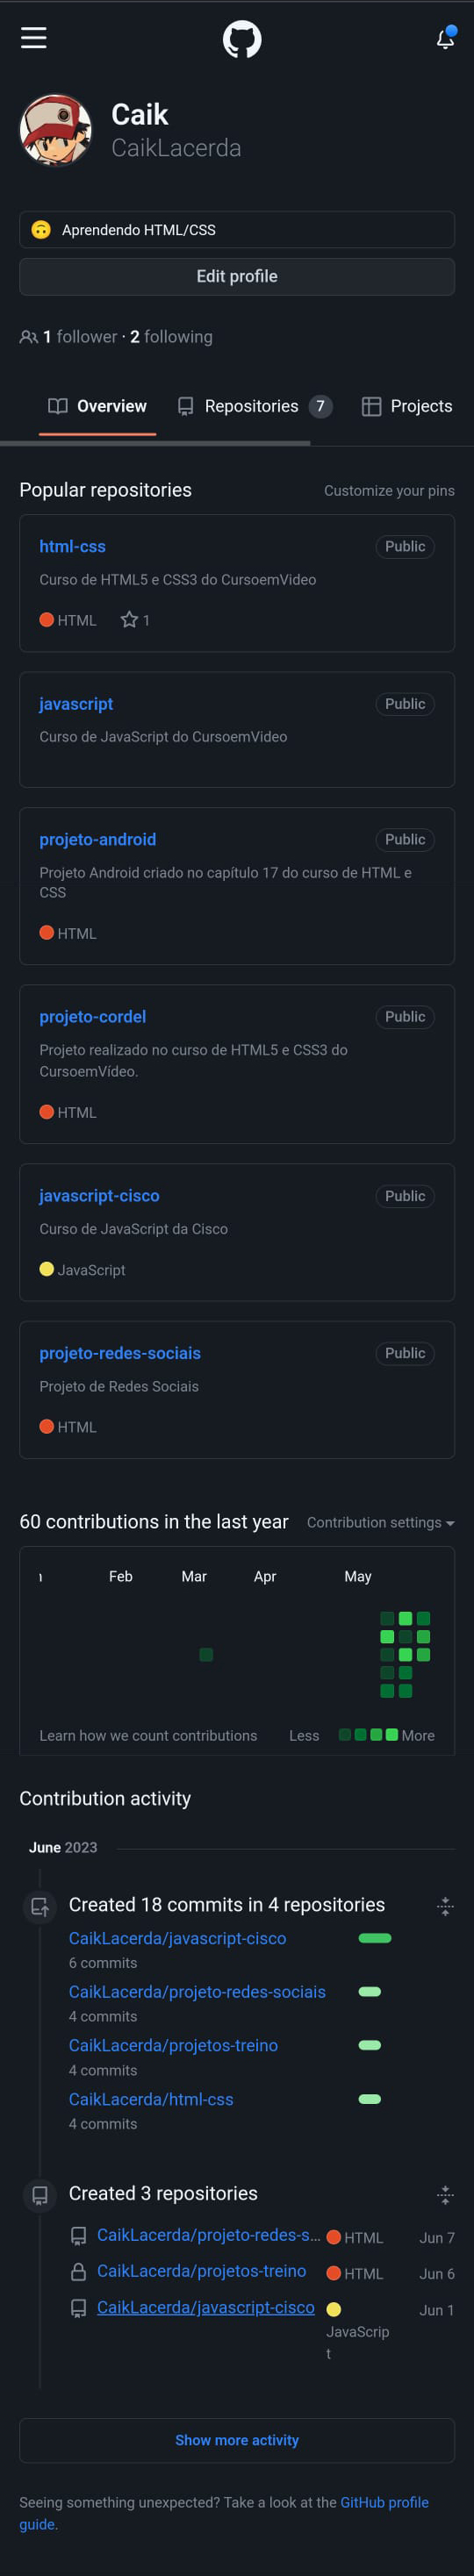 Caik
CaikLacerda
Aprendendo HTML/CSS
Edit profile
1 follower · 2 following
Overview Repositories 7 Projects
Popular repositories Customize your pins
html-css Public
Curso de HTML5 e CSS3 do CursoemVideo
HTML 1
javascript Public
Curso de JavaScript do CursoemVideo
projeto-android Public
Projeto Android criado no capítulo 17 do curso de HTML e
CSS
HTML
projeto-cordel Public
Projeto realizado no curso de HTML5 e CSS3 do
CursoemVídeo.
HTML
javascript-cisco Public
Curso de JavaScript da Cisco
JavaScript
projeto-redes-sociais Public
Projeto de Redes Sociais
HTML
60 contributions in the last year Contribution settings
Feb Mar Apr May
Learn how we count contributions Less More
Contribution activity
June 2023
Created 18 commits in 4 repositories
CaikLacerda/javascript-cisco
6 commits
CaikLacerda/projeto-redes-sociais
4 commits
CaikLacerda/projetos-treino
4 commits
CaikLacerda/html-css
4 commits
Created 3 repositories
CaikLacerda/projeto-redes-s... HTML Jun 7
CaikLacerda/projetos-treino HTML Jun 6
CaikLacerda/javascript-cisco Jun 1
JavaScrip
t
Show more activity
Seeing something unexpected? Take a look at the GitHub profile
guide.